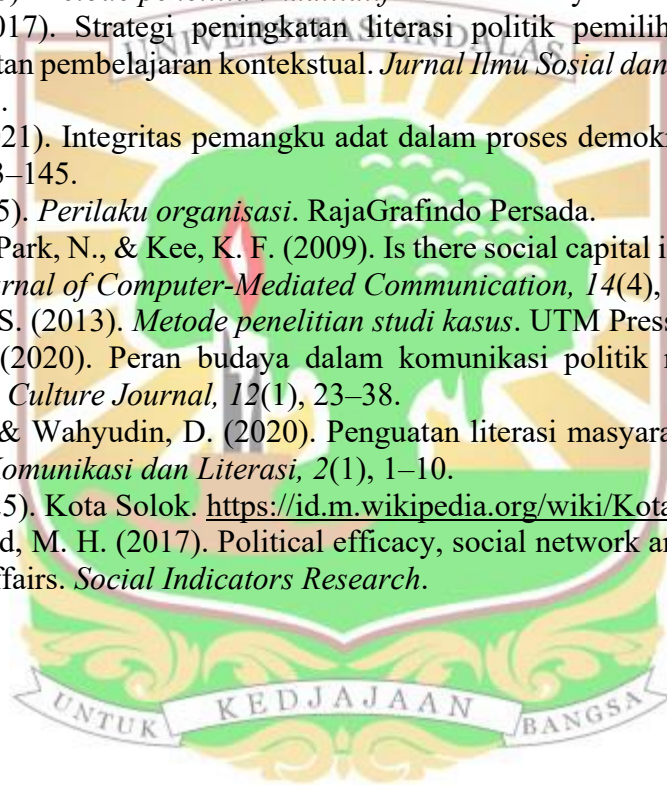 017). Strategi peningkatan literasi politik pemilih
UNIVERSITAS ANDALAS
tan pembelajaran kontekstual. Jurnal Ilmu Sosial dan
.
21). Integritas pemangku adat dalam proses demok
3–145.
5). Perilaku organisasi. RajaGrafindo Persada.
Park, N., & Kee, K. F. (2009). Is there social capital i
rnal of Computer-Mediated Communication, 14(4),
S. (2013). Metode penelitian studi kasus. UTM Press
(2020). Peran budaya dalam komunikasi politik
Culture Journal, 12(1), 23–38.
& Wahyudin, D. (2020). Penguatan literasi masyara
Komunikasi dan Literasi, 2(1), 1–10.
25). Kota Solok. https://id.m.wikipedia.org/wiki/Kota
d, M. H. (2017). Political efficacy, social network a
ffairs. Social Indicators Research.
UNTUK KEDJAJAAN BANGSA